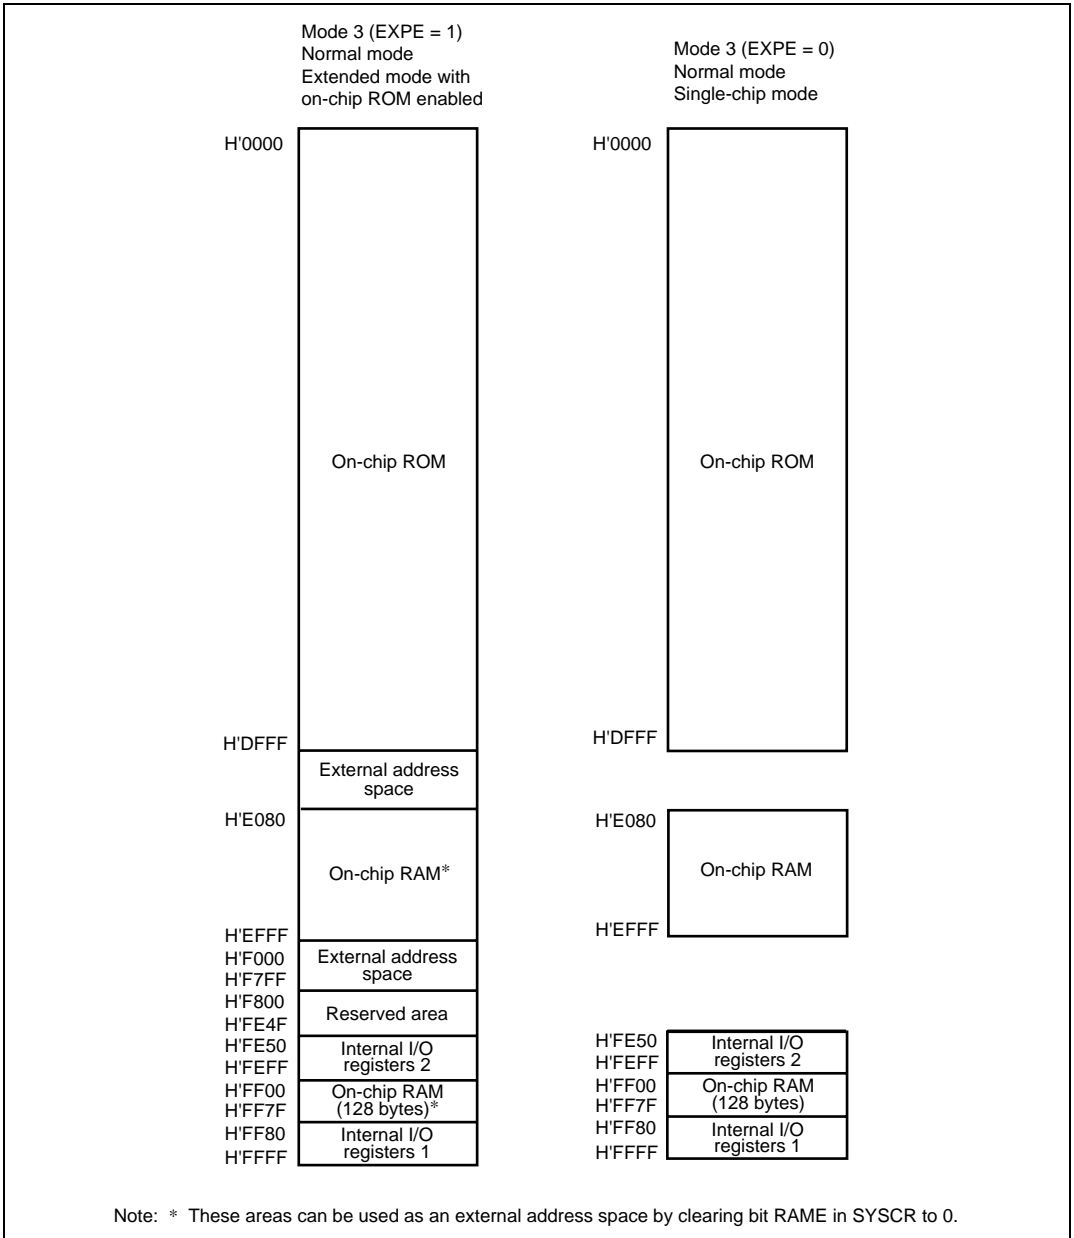 Mode 3 (EXPE = 1)
Normal mode
Extended mode with
on-chip ROM enabled
H'0000
On-chip ROM
H'DFFF
External address
space
H'E080
On-chip RAM*
H'EFFF
H'F000
External address
space
H'F7FF
H'F800
Reserved area
H'FE4F
H'FE50
Internal I/O
registers 2
H'FEFF
H'FF00
On-chip RAM
(128 bytes)*
H'FF7F
H'FF80
Internal I/O
registers 1
H'FFFF
Mode 3 (EXPE = 0)
Normal mode
Single-chip mode
H'0000
On-chip ROM
H'DFFF
H'E080
On-chip RAM
H'EFFF
H'FE50
Internal I/O
registers 2
H'FEFF
H'FF00
On-chip RAM
(128 bytes)
H'FF7F
H'FF80
Internal I/O
registers 1
H'FFFF
Note: * These areas can be used as an external address space by clearing bit RAME in SYSCR to 0.